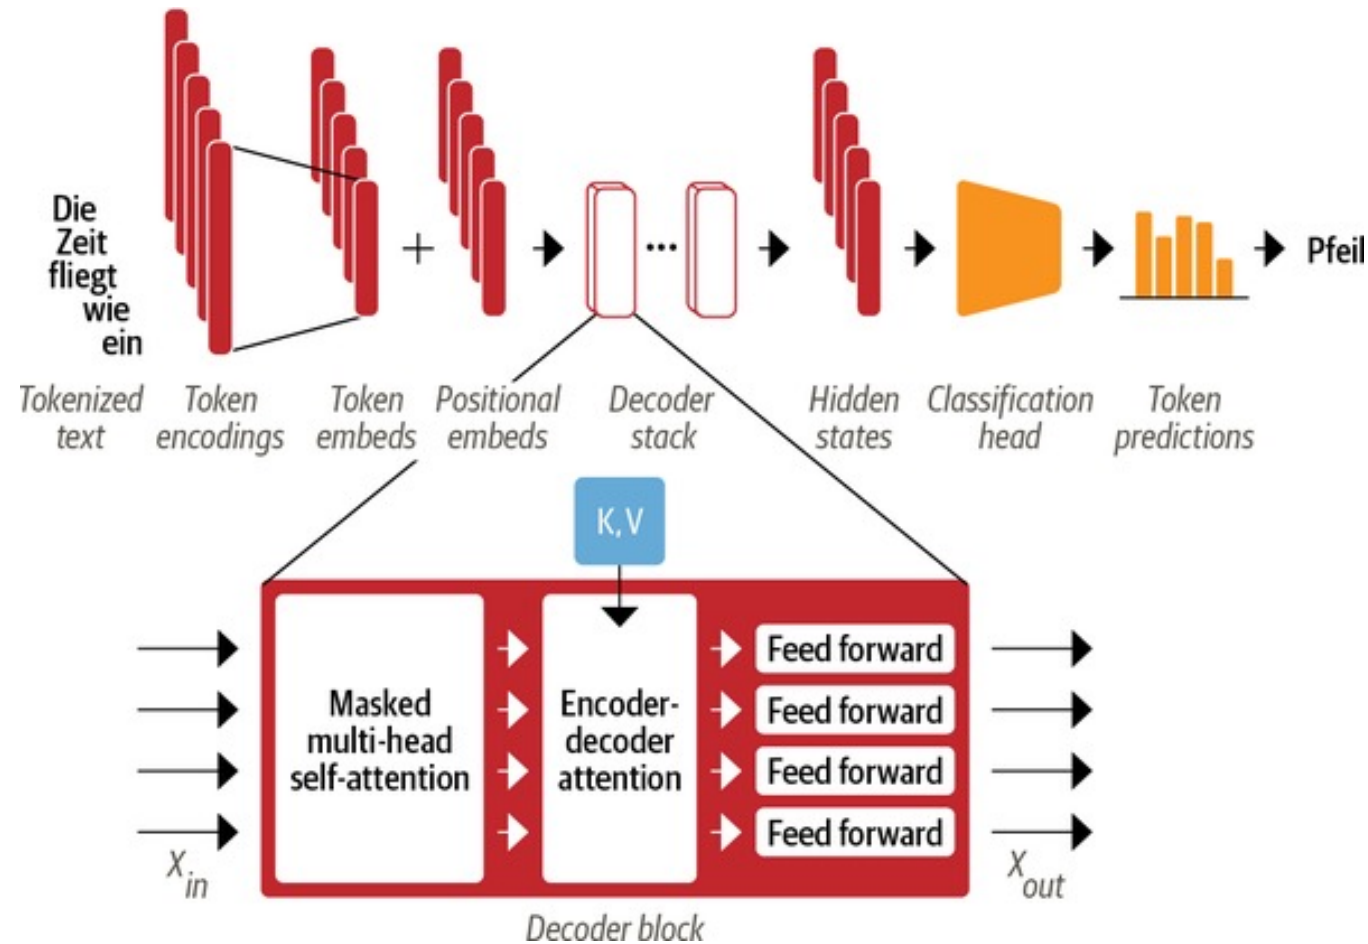 Die
Zeit
fliegt
wie
ein
+
...
Pfeil
Tokenized
text
Token
encodings
Token
embeds
Positional
embeds
Decoder
stack
Hidden
states
Classification
head
Token
predictions
K, V
Masked
multi-head
self-attention
Encoder-
decoder
attention
Feed forward
Feed forward
Feed forward
Feed forward
X in
X out
Decoder block